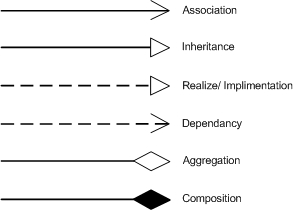 Association
Inheritance
Realize/ Implimentation
Dependancy
Aggregation
Composition